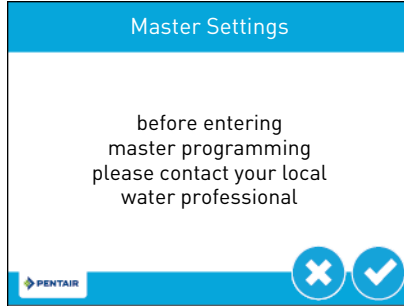 Master Settings
before entering
master programming
please contact your local
water professional
PENTAIR